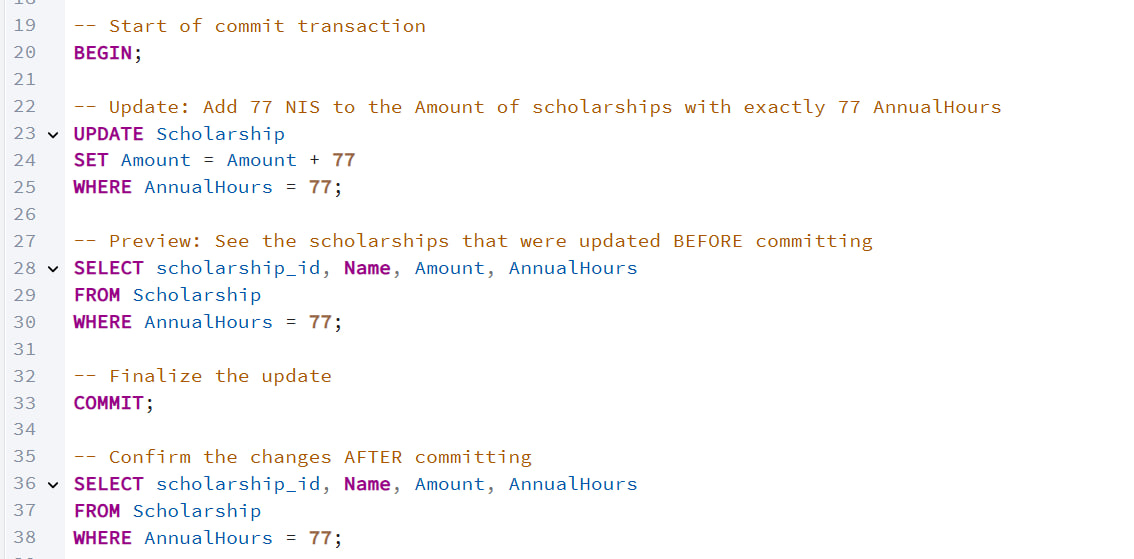 19 -- Start of commit transaction
20 BEGIN;
21
22 -- Update: Add 77 NIS to the Amount of scholarships with exactly 77 AnnualHours
23 UPDATE Scholarship
24 SET Amount = Amount + 77
25 WHERE AnnualHours = 77;
26
27 -- Preview: See the scholarships that were updated BEFORE committing
28 SELECT scholarship_id, Name, Amount, AnnualHours
29 FROM Scholarship
30 WHERE AnnualHours = 77;
31
32 -- Finalize the update
33 COMMIT;
34
35 -- Confirm the changes AFTER committing
36 SELECT scholarship_id, Name, Amount, AnnualHours
37 FROM Scholarship
38 WHERE AnnualHours = 77;